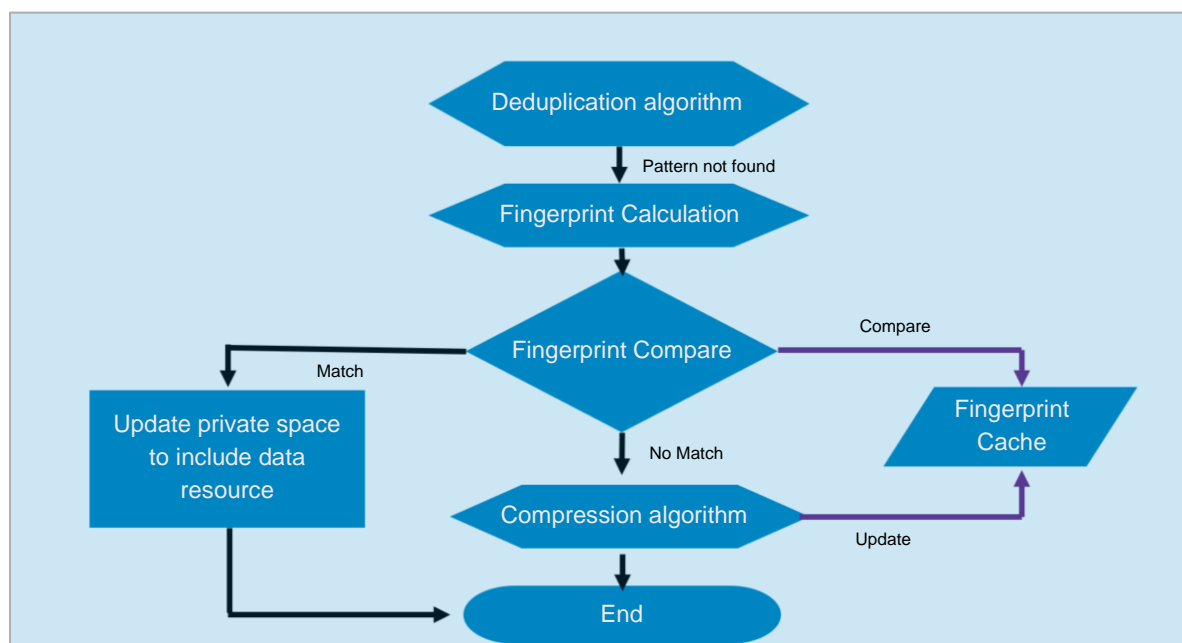 Deduplication algorithm
Pattern not found
Fingerprint Calculation
Compare
Fingerprint Compare
Match
Update private space
to include data
resource
Fingerprint
Cache
No Match
Compression algorithm
Update
End